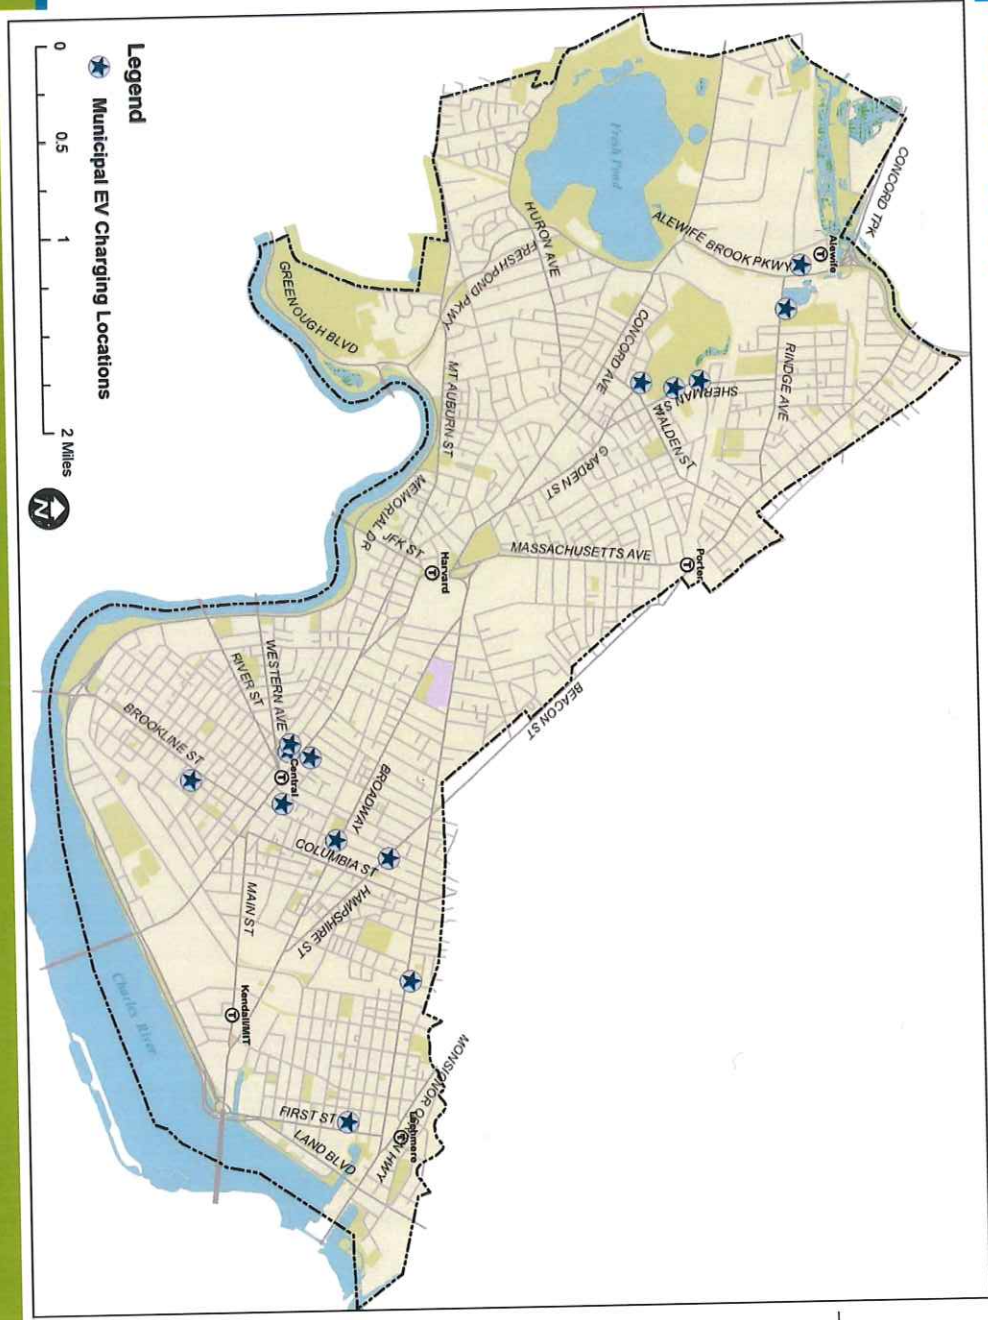 Legend
Municipal EV Charging Locations
0
0.5
1
2 Miles
N
CONCORD TPK
Alewife
T
ALEWIFE BROOK PKWY
Fresh Pond
RINDGE AVE
HURON AVE
FRESH POND PKWY
CONCORD AVE
SHERMAN ST
WALDEN ST
GARDEN ST
GREENOUGH BLVD
MT AUBURN ST
MEMORIAL DR
JFK ST
Harvard
T
MASSACHUSETTS AVE
Porter
T
BEACON ST
WESTERN AVE
RIVER ST
BROOKLINE ST
Central
T
BROADWAY
COLUMBIA ST
HAMPSHIRE ST
MAIN ST
Kendall/MIT
T
Charles River
FIRST ST
LAND BLVD
MONSIGNOR
HWY
Lechmere
T